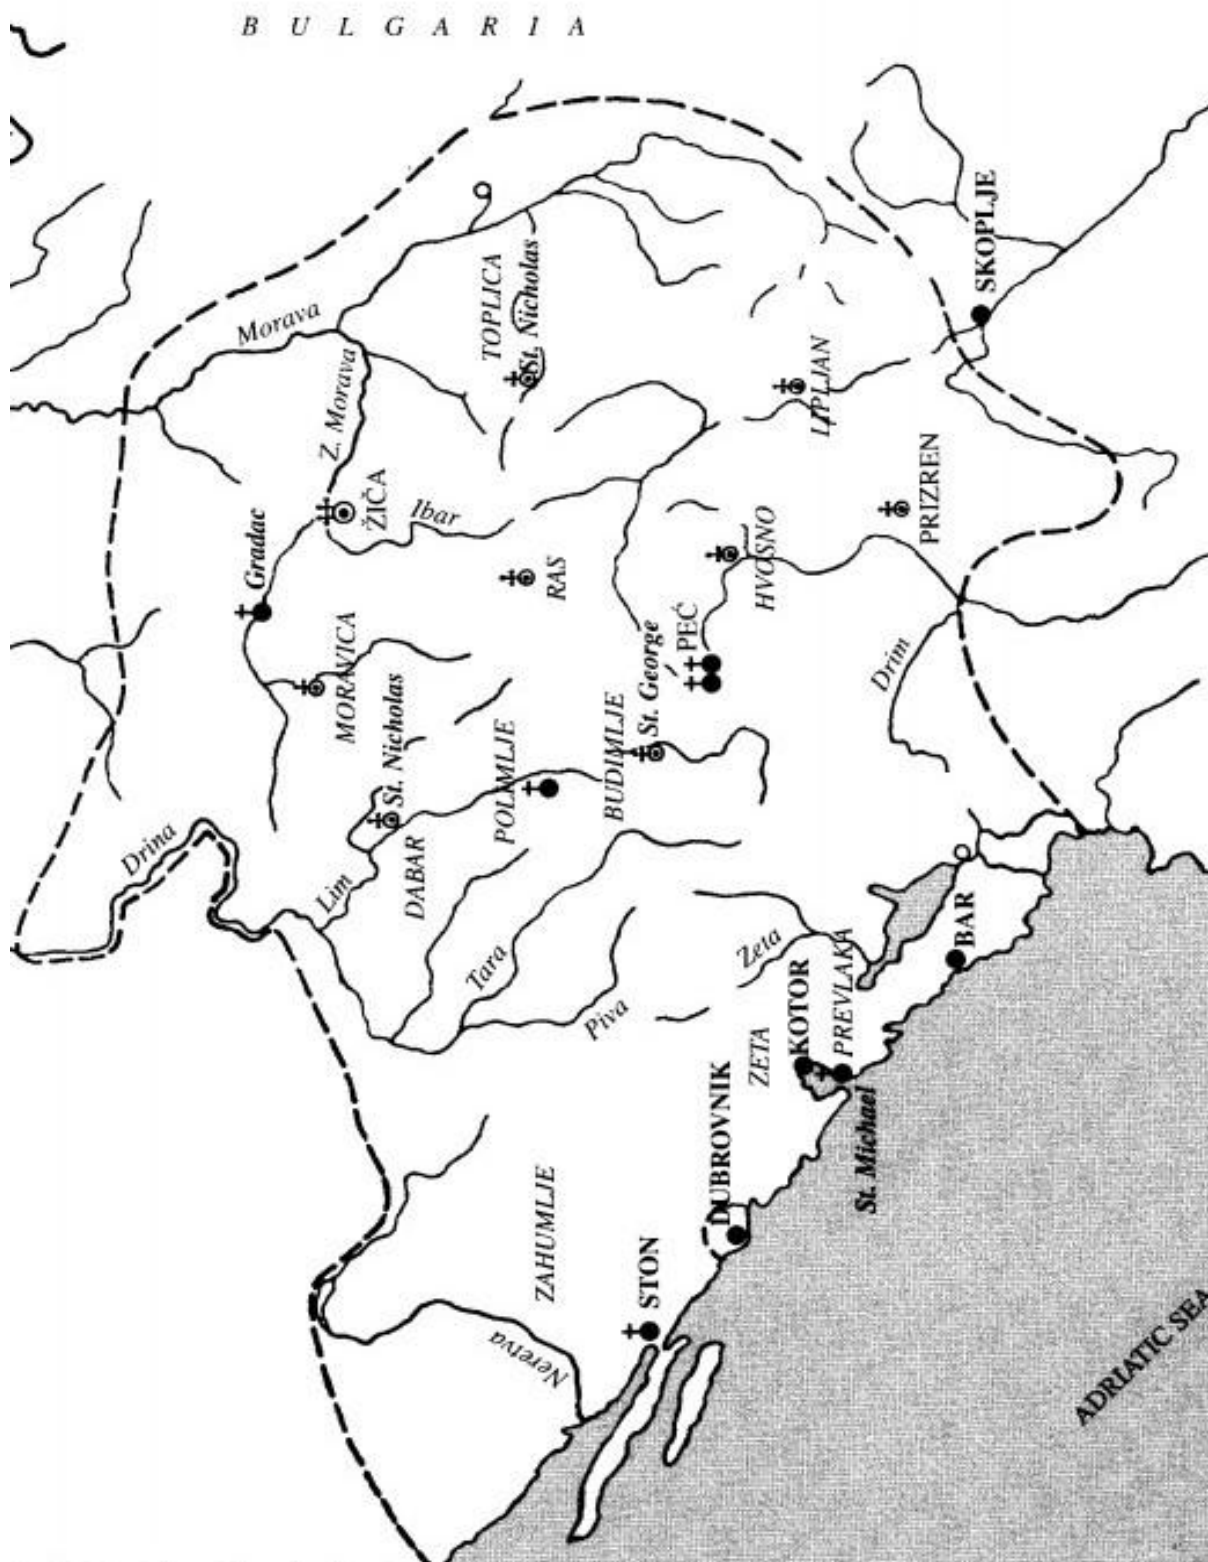 BULGARIA
SKOPLJE
Morava
TOPLICA
St. Nicholas
Z. Morava
LIPLJAN
ŽIČA
Ibar
PRIZREN
Gradac
RAS
HVOSNO
MORAVICA
St. Nicholas
St. George
PEĆ
Drim
POLIMLJE
BUDIMLJE
Drina
Lim
DABAR
Tara
Zeta
BAR
Piva
ZETA
KOTOR
PREVLAKA
DUBROVNIK
St. Michael
ZAHUMLJE
STON
Neretva
ADRIATIC SEA